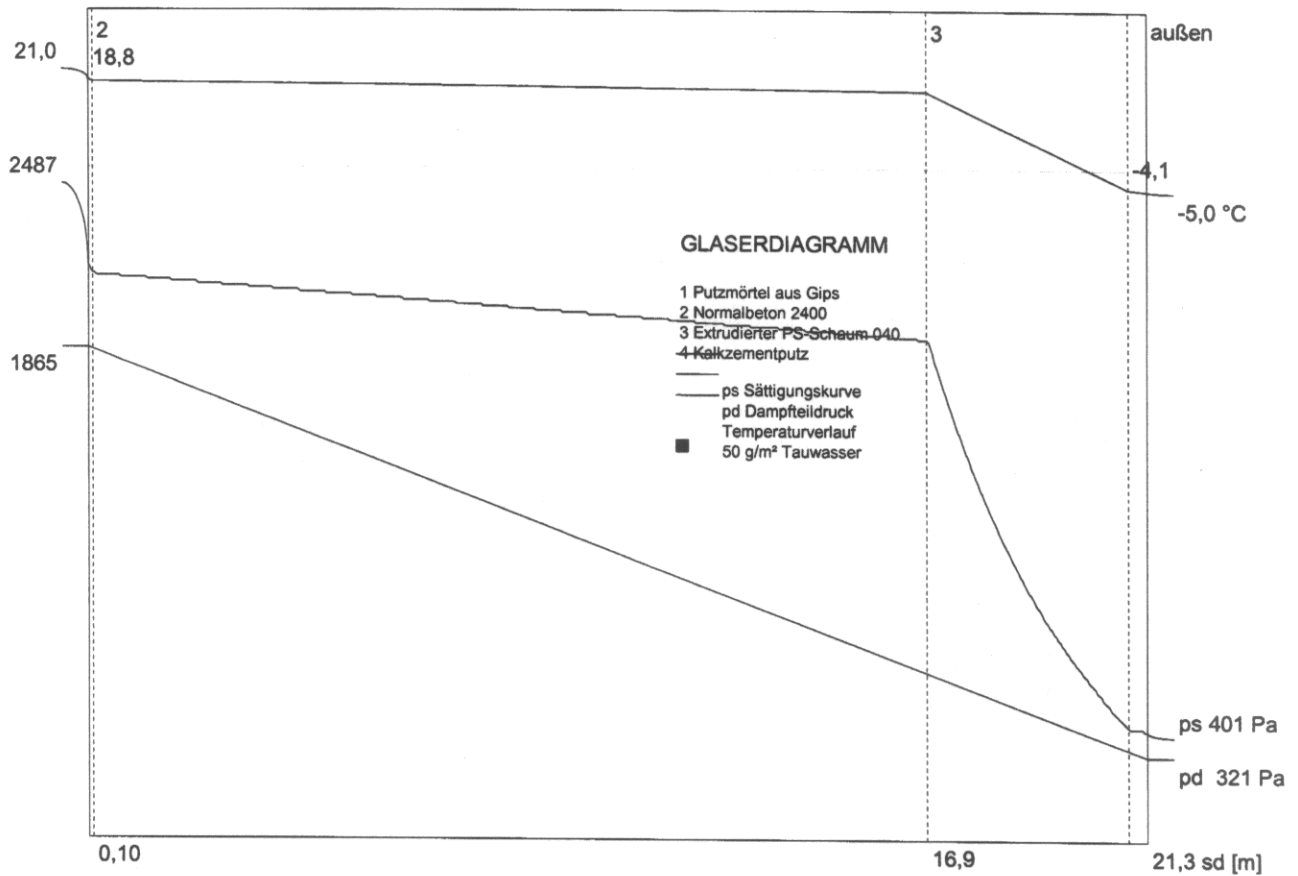 2
3
außen
21,0
18,8
2487
-4,1
-5,0 °C
GLASERDIAGRAMM
1 Putzmörtel aus Gips
2 Normalbeton 2400
3 Extrudierter PS-Schaum 040
4 Kalkzementputz
1865
ps Sättigungskurve
pd Dampfteildruck
Temperaturverlauf
50 g/m² Tauwasser
ps 401 Pa
pd 321 Pa
0,10
16,9
21,3 sd [m]